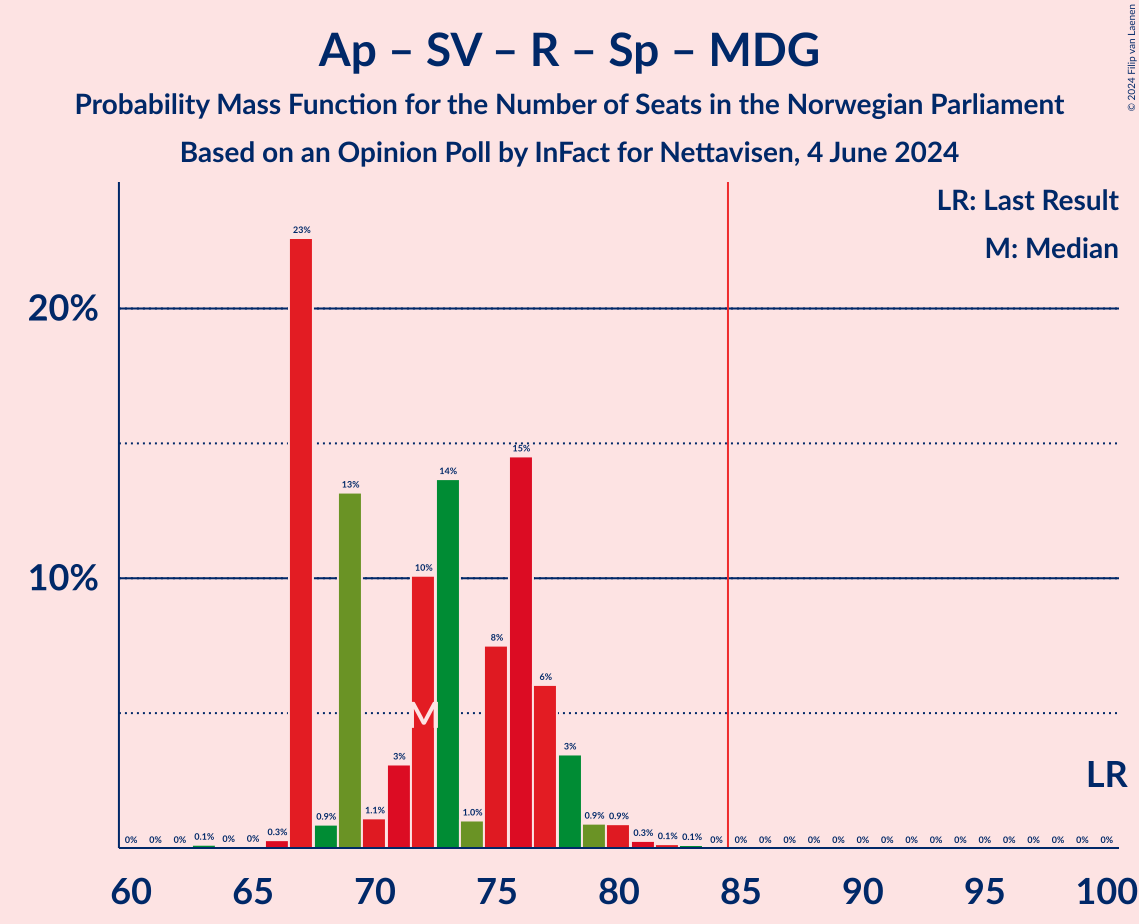 Ap – SV – R – Sp – MDG
Probability Mass Function for the Number of Seats in the Norwegian Parliament
Based on an Opinion Poll by InFact for Nettavisen, 4 June 2024
© 2024 Filip van Laenen
LR: Last Result
M: Median
20%
10%
0% 0% 0% 0.1% 0% 0% 0.3% 23% 0.9% 13% 1.1% 3% 10% 14% 1.0% 8% 15% 6% 3% 0.9% 0.9% 0.3% 0.1% 0.1% 0% 0% 0% 0% 0% 0% 0% 0% 0% 0% 0% 0% 0% 0% 0% 0% 0%
M
LR
60 65 70 75 80 85 90 95 100